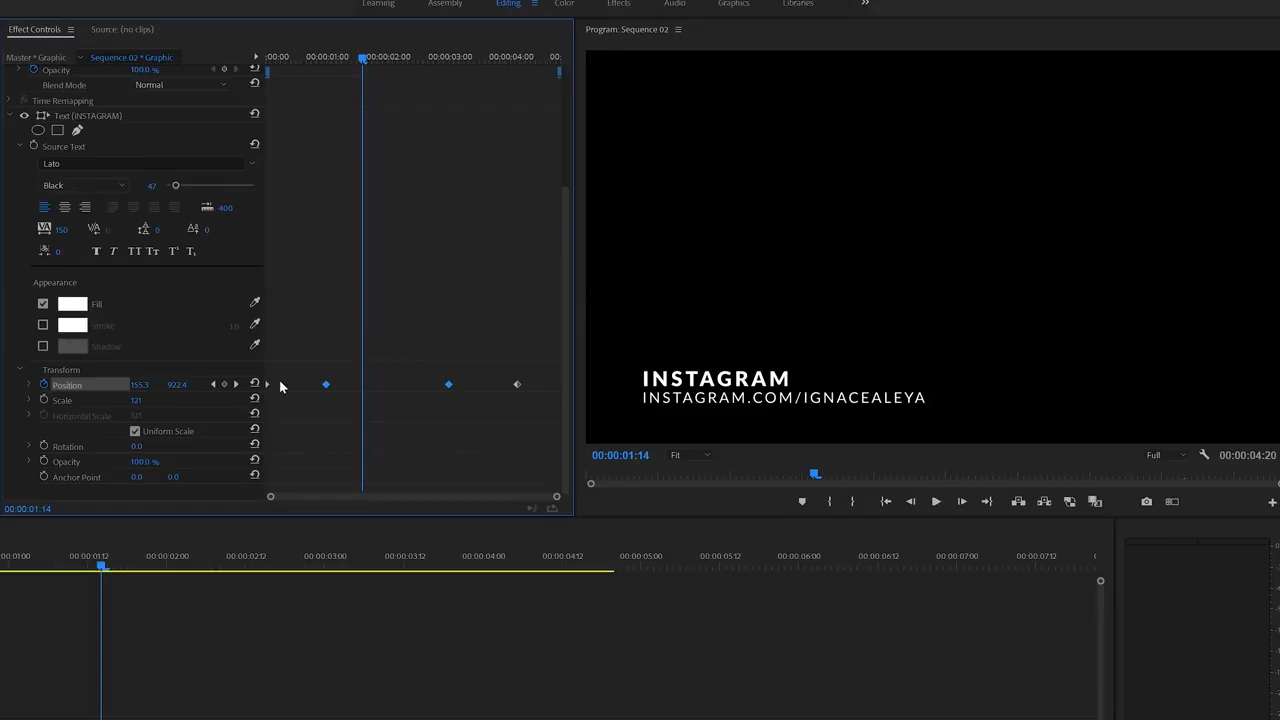 Learning Assembly Editing Color Effects Audio Graphics Libraries
Effect Controls Source: (no clips)
Program: Sequence 02
Master * Graphic Sequence 02 * Graphic
:00:00 00:00:01:00 00:00:02:00 00:00:03:00 00:00:04:00 00:
Opacity 100.0 %
Blend Mode Normal
Time Remapping
Text (INSTAGRAM)
Source Text
Lato
Black 47
400
150 0 0 0
0 T T TT Tт T¹ T₁
Appearance
Fill
Stroke 1.0
Shadow
Transform
Position 155.3 922.4
Scale 121
Horizontal Scale 121
Uniform Scale
Rotation 0.0
Opacity 100.0 %
Anchor Point 0.0 0.0
00:00:01:14
INSTAGRAM
INSTAGRAM.COM/IGNACEALEYA
00:00:01:14 Fit Full 00:00:04:20
:00:01:00 00:00:01:12 00:00:02:00 00:00:02:12 00:00:03:00 00:00:03:12 00:00:04:00 00:00:04:12 00:00:05:00 00:00:05:12 00:00:06:00 00:00:06:12 00:00:07:00 00:00:07:12